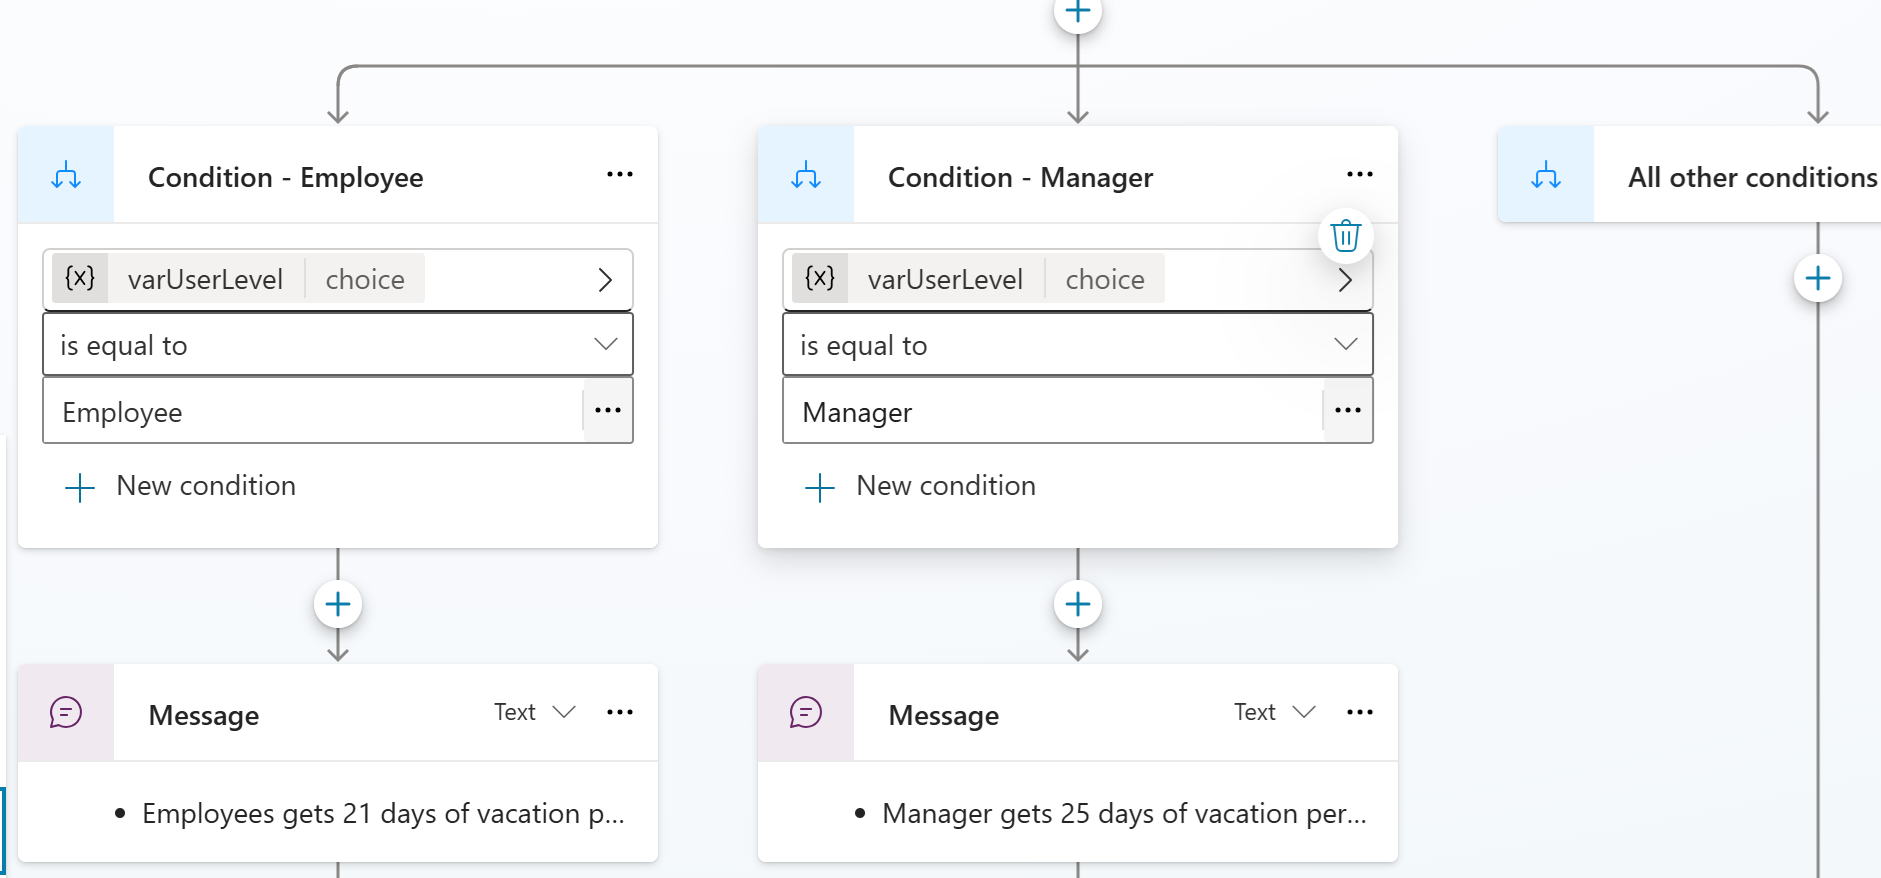 Condition - Employee
{x} varUserLevel choice
is equal to
Employee
New condition
Message Text
• Employees gets 21 days of vacation p...
Condition - Manager
{x} varUserLevel choice
is equal to
Manager
New condition
Message Text
• Manager gets 25 days of vacation per...
All other conditions